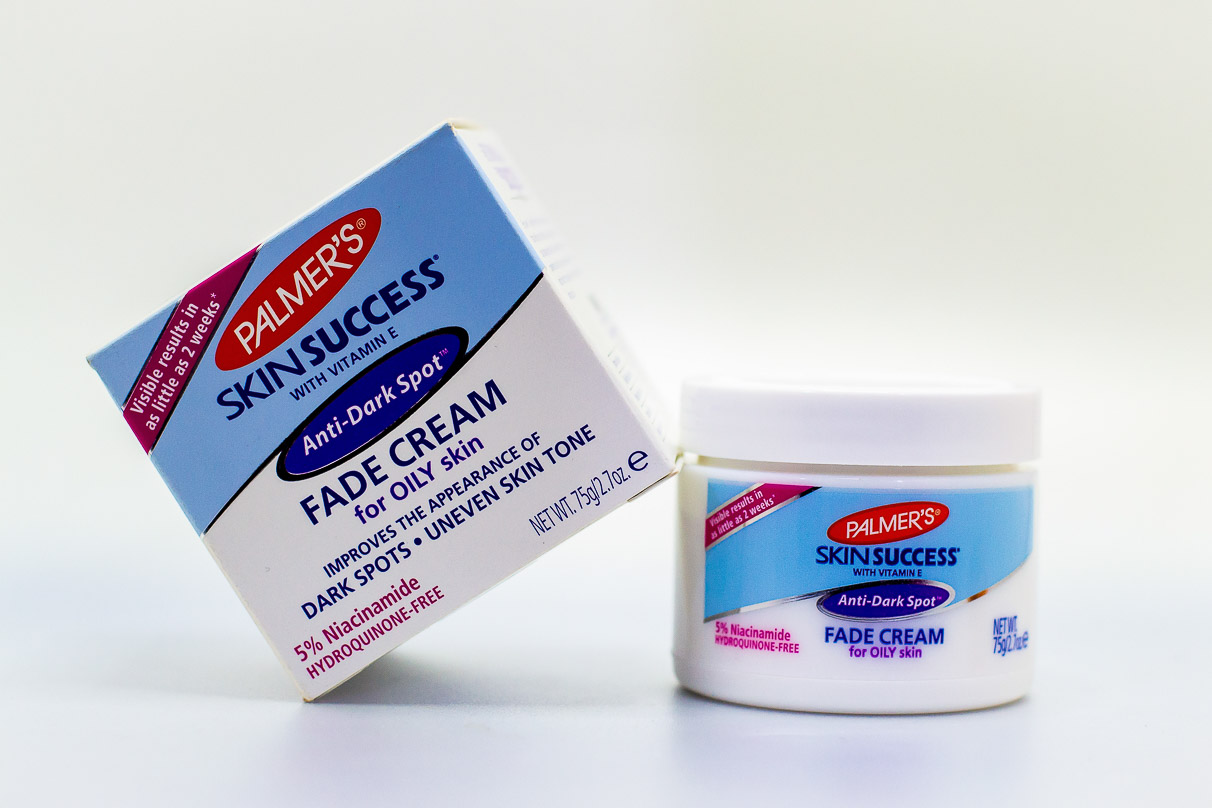 Visible results in
as little as 2 weeks*
PALMER'S®
SKIN SUCCESS®
WITH VITAMIN E
Anti-Dark Spot™
FADE CREAM
for OILY skin
IMPROVES THE APPEARANCE OF
DARK SPOTS • UNEVEN SKIN TONE
NET WT. 75g/2.7oz. e
5% Niacinamide
HYDROQUINONE-FREE
Visible results in
as little as 2 weeks*
PALMER'S®
SKIN SUCCESS®
WITH VITAMIN E
Anti-Dark Spot™
FADE CREAM
for OILY skin
5% Niacinamide
HYDROQUINONE-FREE
NET WT.
75g/2.7oz e